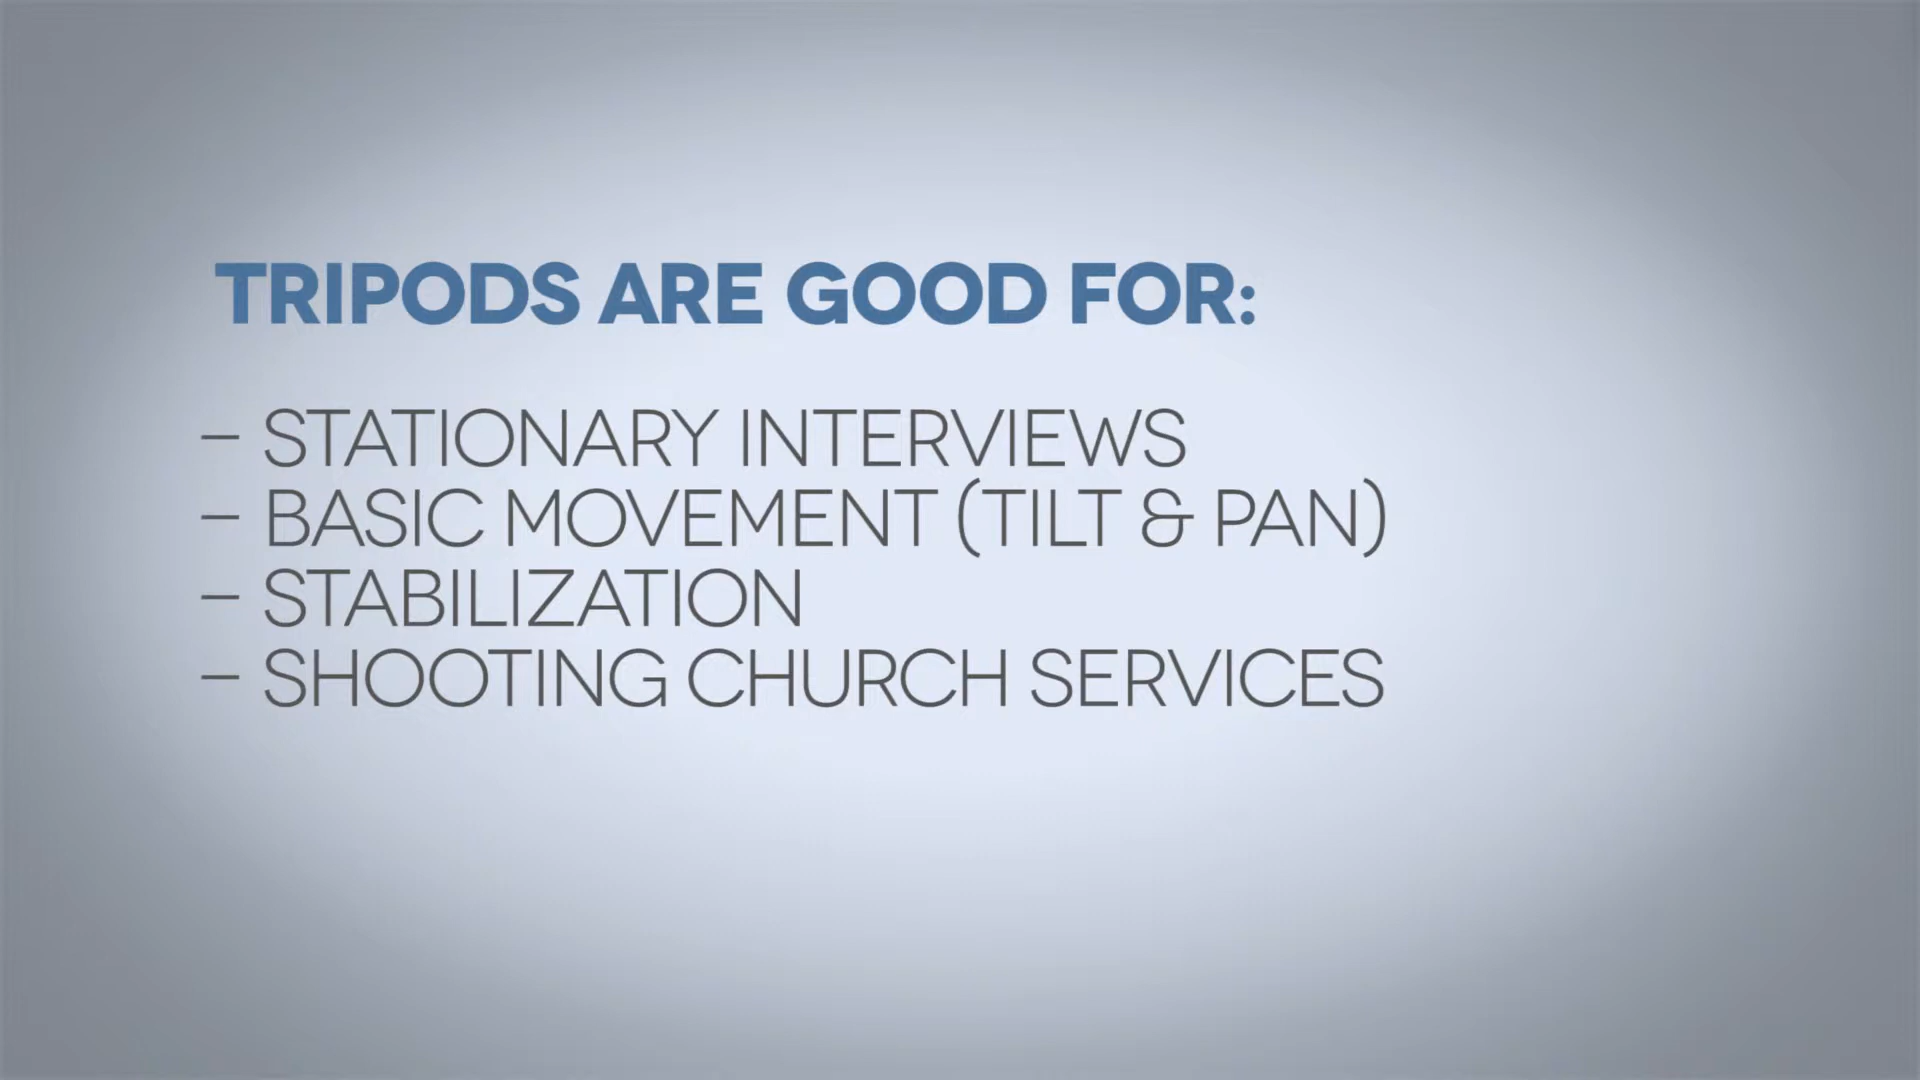 TRIPODS ARE GOOD FOR:
– STATIONARY INTERVIEWS
– BASIC MOVEMENT (TILT & PAN)
– STABILIZATION
– SHOOTING CHURCH SERVICES